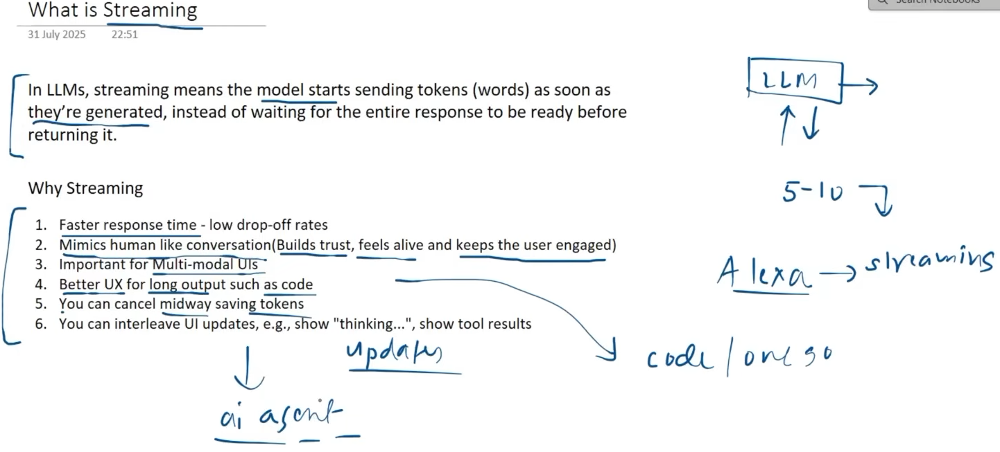 What is Streaming
Search Notebooks
31 July 2025 22:51
In LLMs, streaming means the model starts sending tokens (words) as soon as
they're generated, instead of waiting for the entire response to be ready before
returning it.
LLM
5-10
Why Streaming
1. Faster response time - low drop-off rates
2. Mimics human like conversation(Builds trust, feels alive and keeps the user engaged)
3. Important for Multi-modal UIs
4. Better UX for long output such as code
5. You can cancel midway saving tokens
6. You can interleave UI updates, e.g., show "thinking...", show tool results
Alexa → streaming
updates
code/one go
ai agent